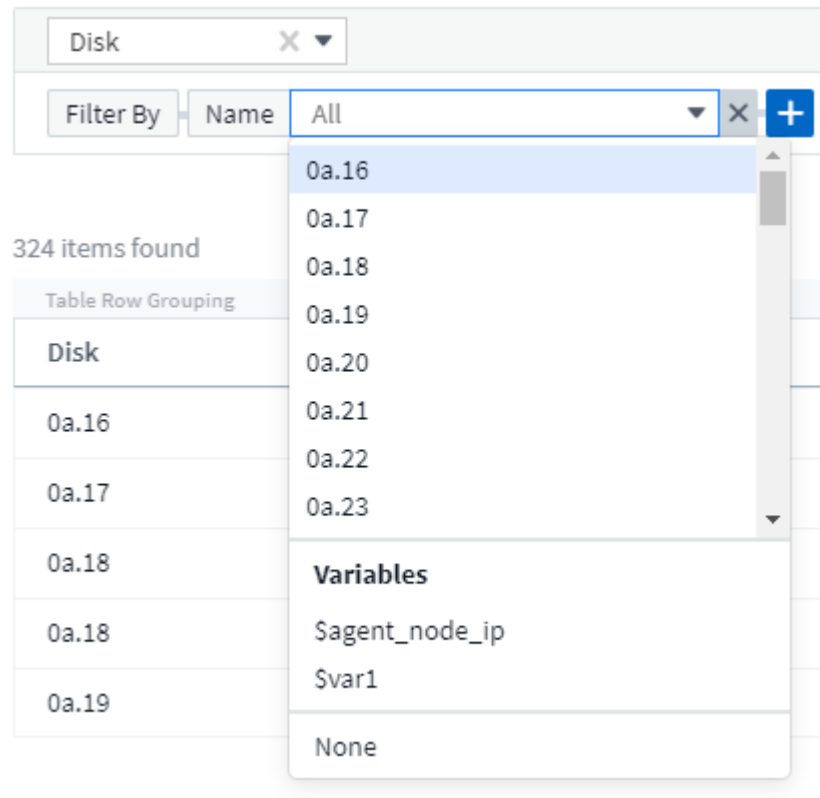 Disk
Filter By Name All
0a.16
0a.17
0a.18
0a.19
0a.20
0a.21
0a.22
0a.23
Variables
$agent_node_ip
$var1
None
324 items found
Table Row Grouping
Disk
0a.16
0a.17
0a.18
0a.18
0a.19